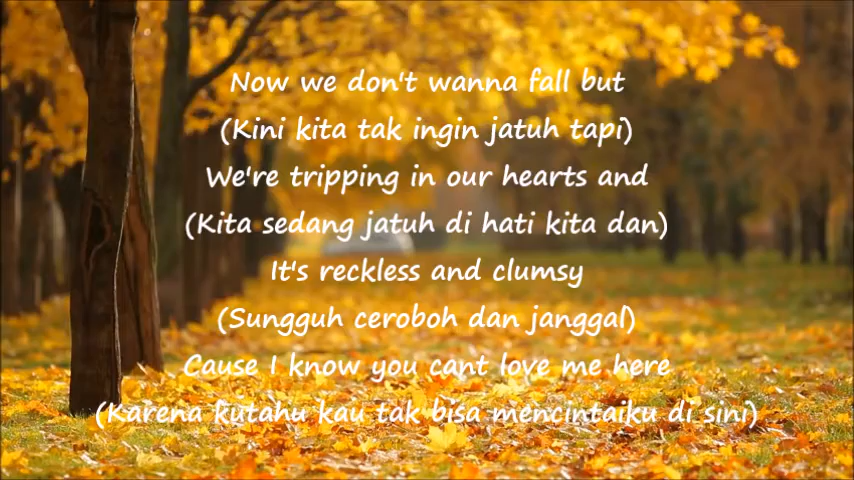 Now we don't wanna fall but
(Kini kita tak ingin jatuh tapi)
We're tripping in our hearts and
(Kita sedang jatuh di hati kita dan)
It's reckless and clumsy
(Sungguh ceroboh dan janggal)
Cause I know you cant love me here
(Karena kutahu kau tak bisa mencintaiku di sini)